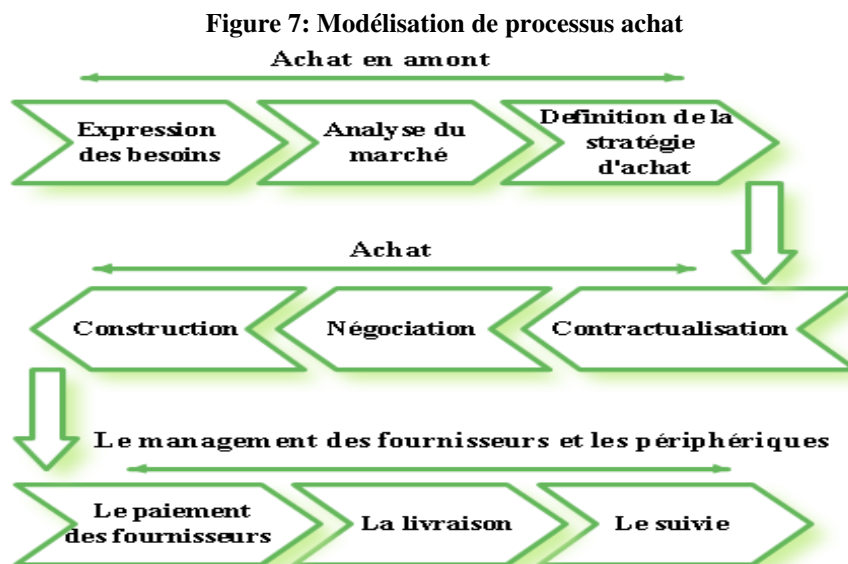 Figure 7: Modélisation de processus achat
Achat en amont
Expression
des besoins
Analyse du
marché
Definition de la
stratégie
d'achat
Achat
Construction
Négociation
Contractualisation
Le management des fournisseurs et les périphériques
Le paiement
des fournisseurs
La livraison
Le suivie